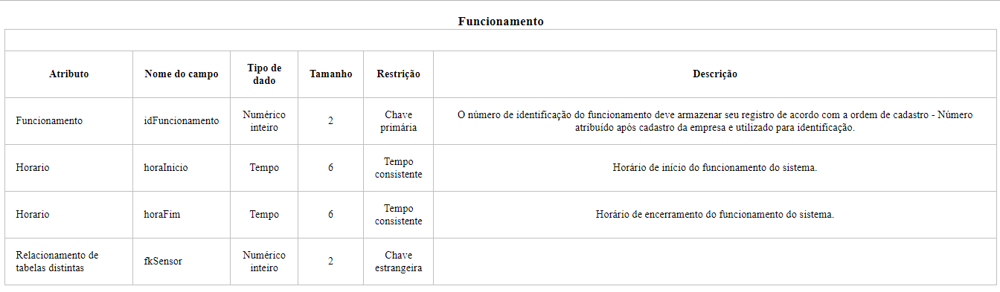 Funcionamento
Atributo Nome do campo Tipo de dado Tamanho Restrição Descrição
Funcionamento idFuncionamento Numérico inteiro 2 Chave primária O número de identificação do funcionamento deve armazenar seu registro de acordo com a ordem de cadastro - Número atribuído após cadastro da empresa e utilizado para identificação.
Horario horaInicio Tempo 6 Tempo consistente Horário de início do funcionamento do sistema.
Horario horaFim Tempo 6 Tempo consistente Horário de encerramento do funcionamento do sistema.
Relacionamento de tabelas distintas fkSensor Numérico inteiro 2 Chave estrangeira